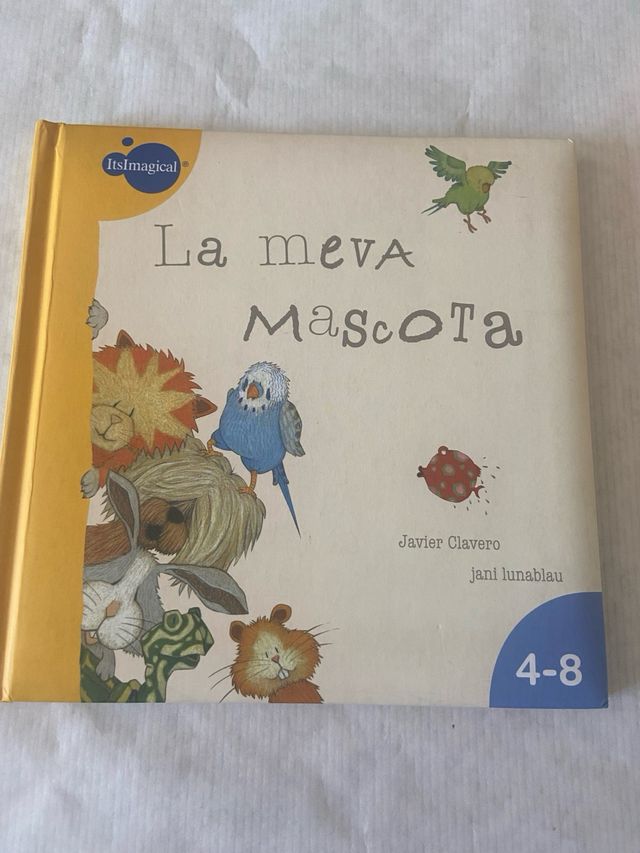 ItsImagical®
La meva
mascota
Javier Clavero
jani lunablau
4-8